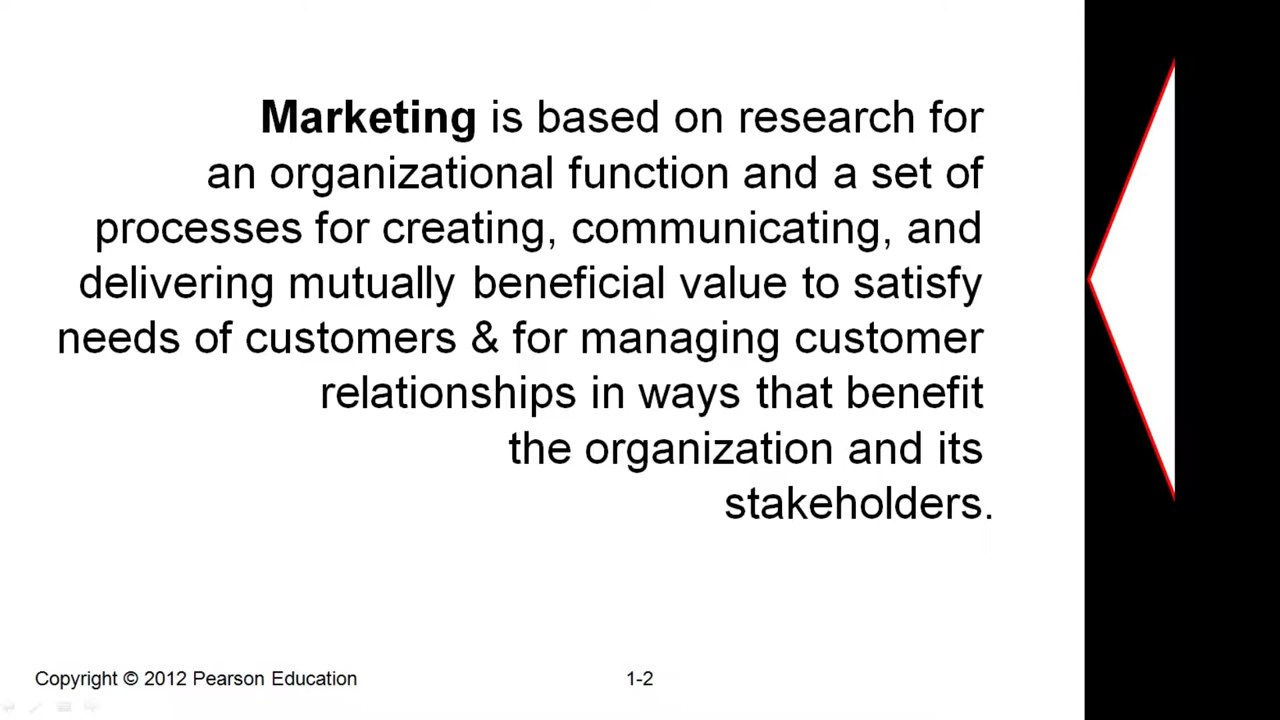 Marketing is based on research for
an organizational function and a set of
processes for creating, communicating, and
delivering mutually beneficial value to satisfy
needs of customers & for managing customer
relationships in ways that benefit
the organization and its
stakeholders.
Copyright © 2012 Pearson Education
1-2